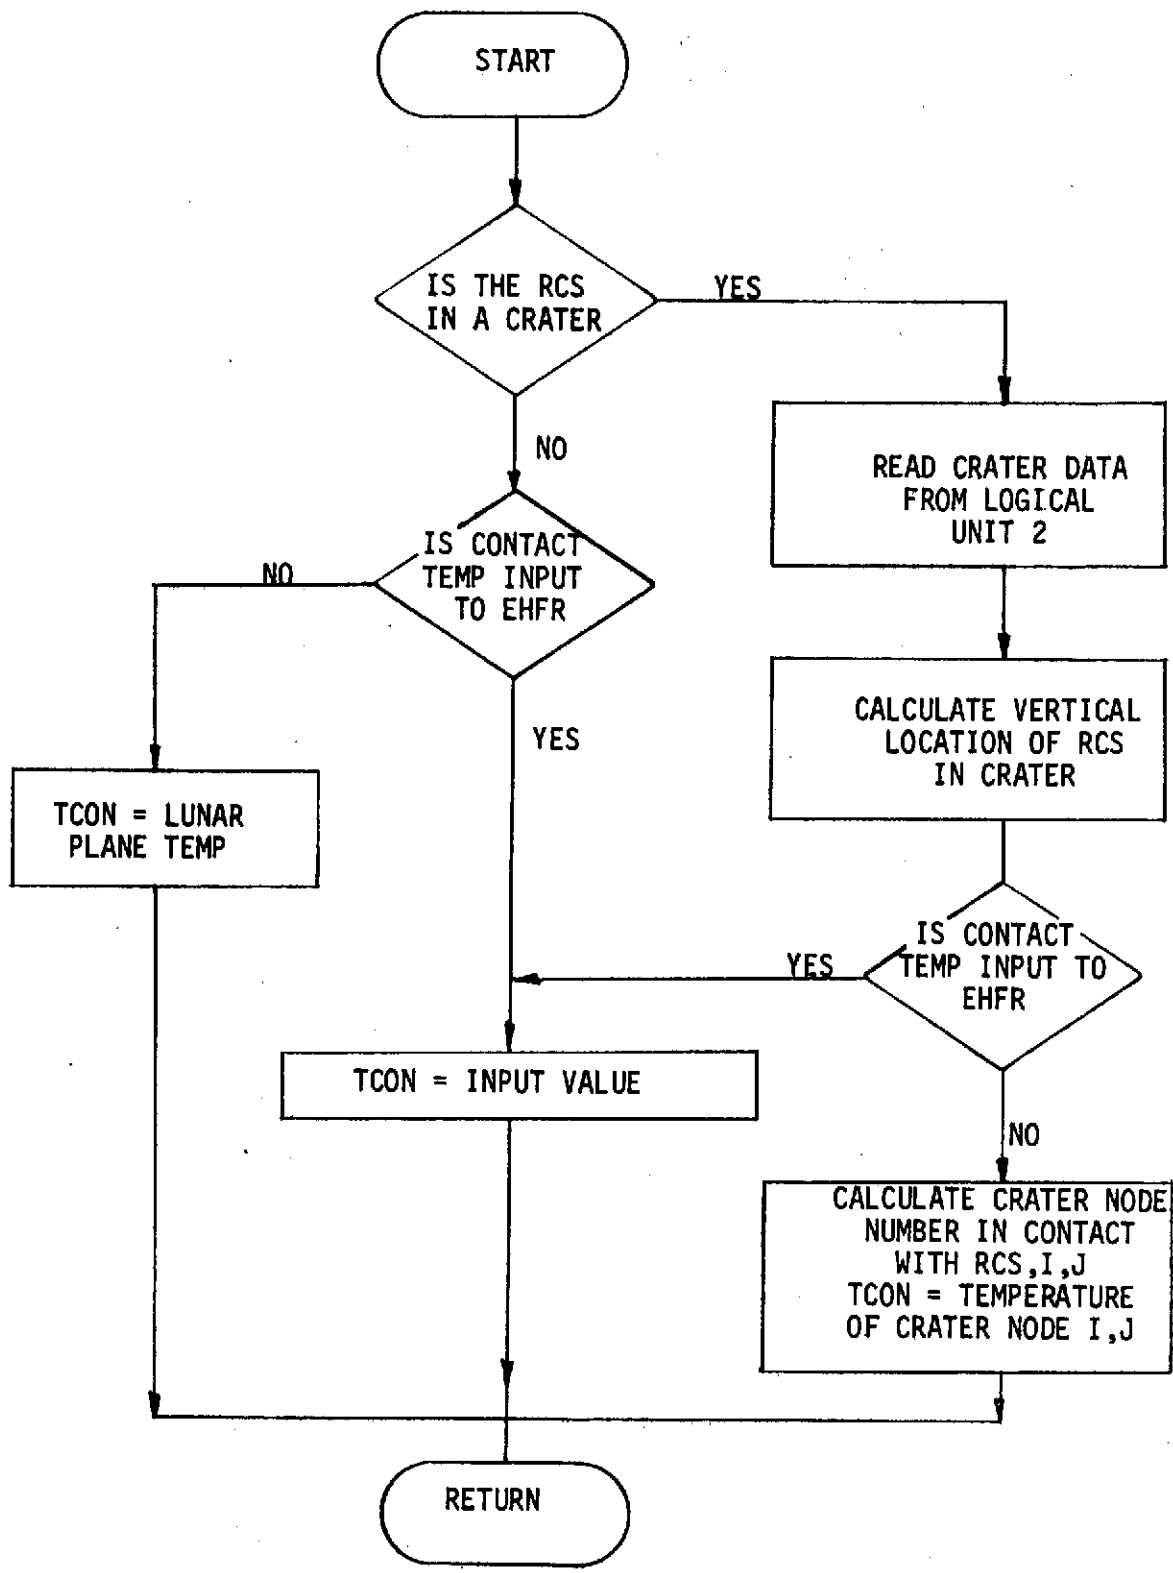 START
IS THE RCS
IN A CRATER
YES
NO
READ CRATER DATA
FROM LOGICAL
UNIT 2
IS CONTACT
TEMP INPUT
TO EHFR
NO
YES
CALCULATE VERTICAL
LOCATION OF RCS
IN CRATER
TCON = LUNAR
PLANE TEMP
IS CONTACT
TEMP INPUT TO
EHFR
YES
TCON = INPUT VALUE
NO
CALCULATE CRATER NODE
NUMBER IN CONTACT
WITH RCS,I,J
TCON = TEMPERATURE
OF CRATER NODE I,J
RETURN